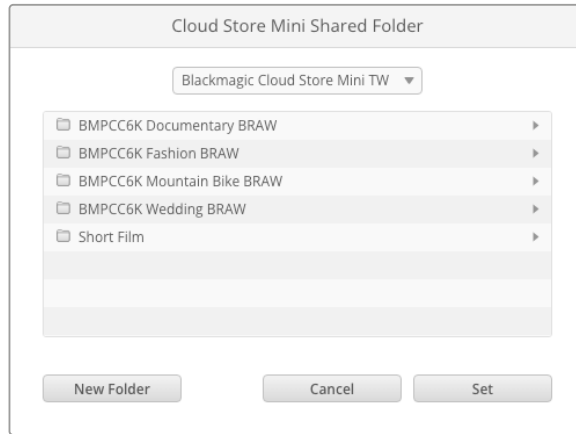 Cloud Store Mini Shared Folder
Blackmagic Cloud Store Mini TW
BMPCC6K Documentary BRAW
BMPCC6K Fashion BRAW
BMPCC6K Mountain Bike BRAW
BMPCC6K Wedding BRAW
Short Film
New Folder Cancel Set